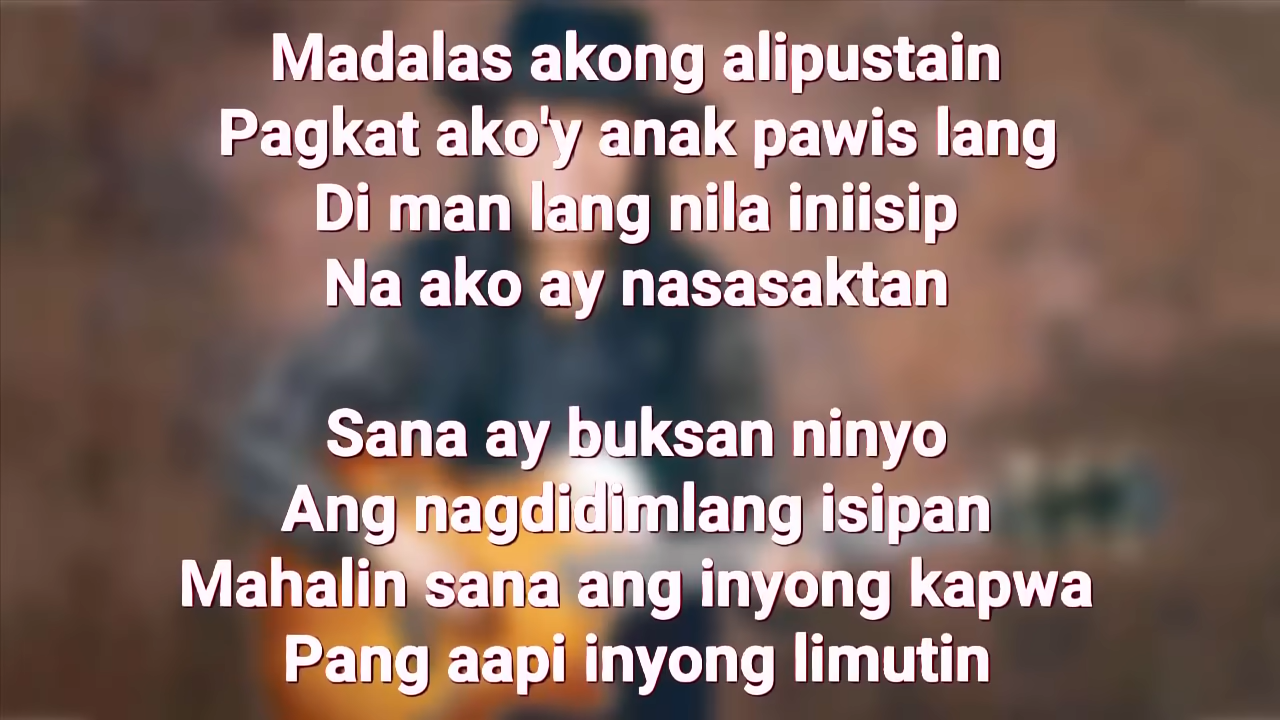 Madalas akong alipustain
Pagkat ako'y anak pawis lang
Di man lang nila iniisip
Na ako ay nasasaktan
Sana ay buksan ninyo
Ang nagdidimlang isipan
Mahalin sana ang inyong kapwa
Pang aapi inyong limutin